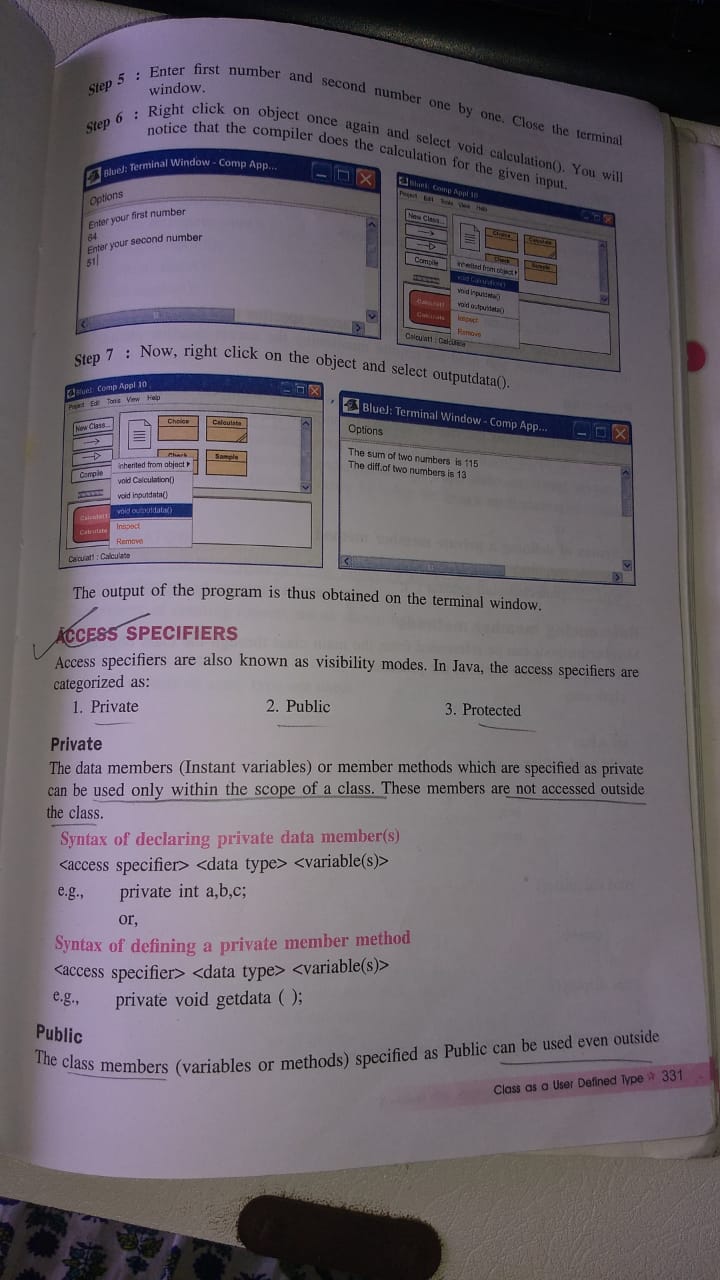 Step 5 : Enter first number and second number one by one. Close the terminal
window.
Step 6 : Right click on object once again and select void calculation(). You will
notice that the compiler does the calculation for the given input.
BlueJ: Terminal Window - Comp App...
Options
Enter your first number
64
Enter your second number
51
BlueJ: Comp Appl 10
Project Edit Tools View Help
New Class...
Choice
Calculate
Compile
Check
Sample
inherited from object
void Calculation()
void inputdata()
void outputdata()
Inspect
Remove
Calculat1
Calculate
Calculat1 : Calculate
Step 7 : Now, right click on the object and select outputdata().
BlueJ: Comp Appl 10
Project Edit Tools View Help
New Class...
Choice
Calculate
Compile
Check
Sample
inherited from object
void Calculation()
void inputdata()
void outputdata()
Inspect
Remove
Calculat1
Calculate
Calculat1 : Calculate
BlueJ: Terminal Window - Comp App...
Options
The sum of two numbers is 115
The diff.of two numbers is 13
The output of the program is thus obtained on the terminal window.
ACCESS SPECIFIERS
Access specifiers are also known as visibility modes. In Java, the access specifiers are
categorized as:
1. Private 2. Public 3. Protected
Private
The data members (Instant variables) or member methods which are specified as private
can be used only within the scope of a class. These members are not accessed outside
the class.
Syntax of declaring private data member(s)
<access specifier> <data type> <variable(s)>
e.g., private int a,b,c;
or,
Syntax of defining a private member method
<access specifier> <data type> <variable(s)>
e.g., private void getdata ( );
Public
The class members (variables or methods) specified as Public can be used even outside
Class as a User Defined Type ☆ 331